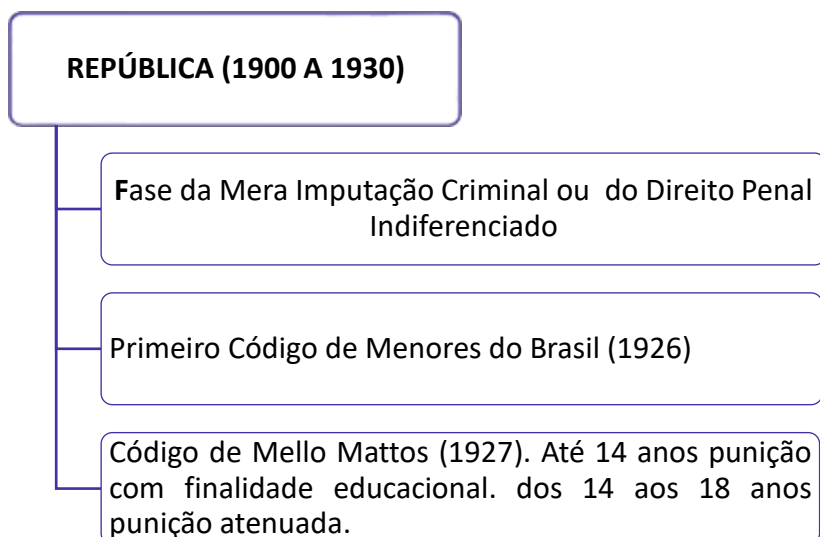 REPÚBLICA (1900 A 1930)
Fase da Mera Imputação Criminal ou do Direito Penal
Indiferenciado
Primeiro Código de Menores do Brasil (1926)
Código de Mello Mattos (1927). Até 14 anos punição
com finalidade educacional. dos 14 aos 18 anos
punição atenuada.